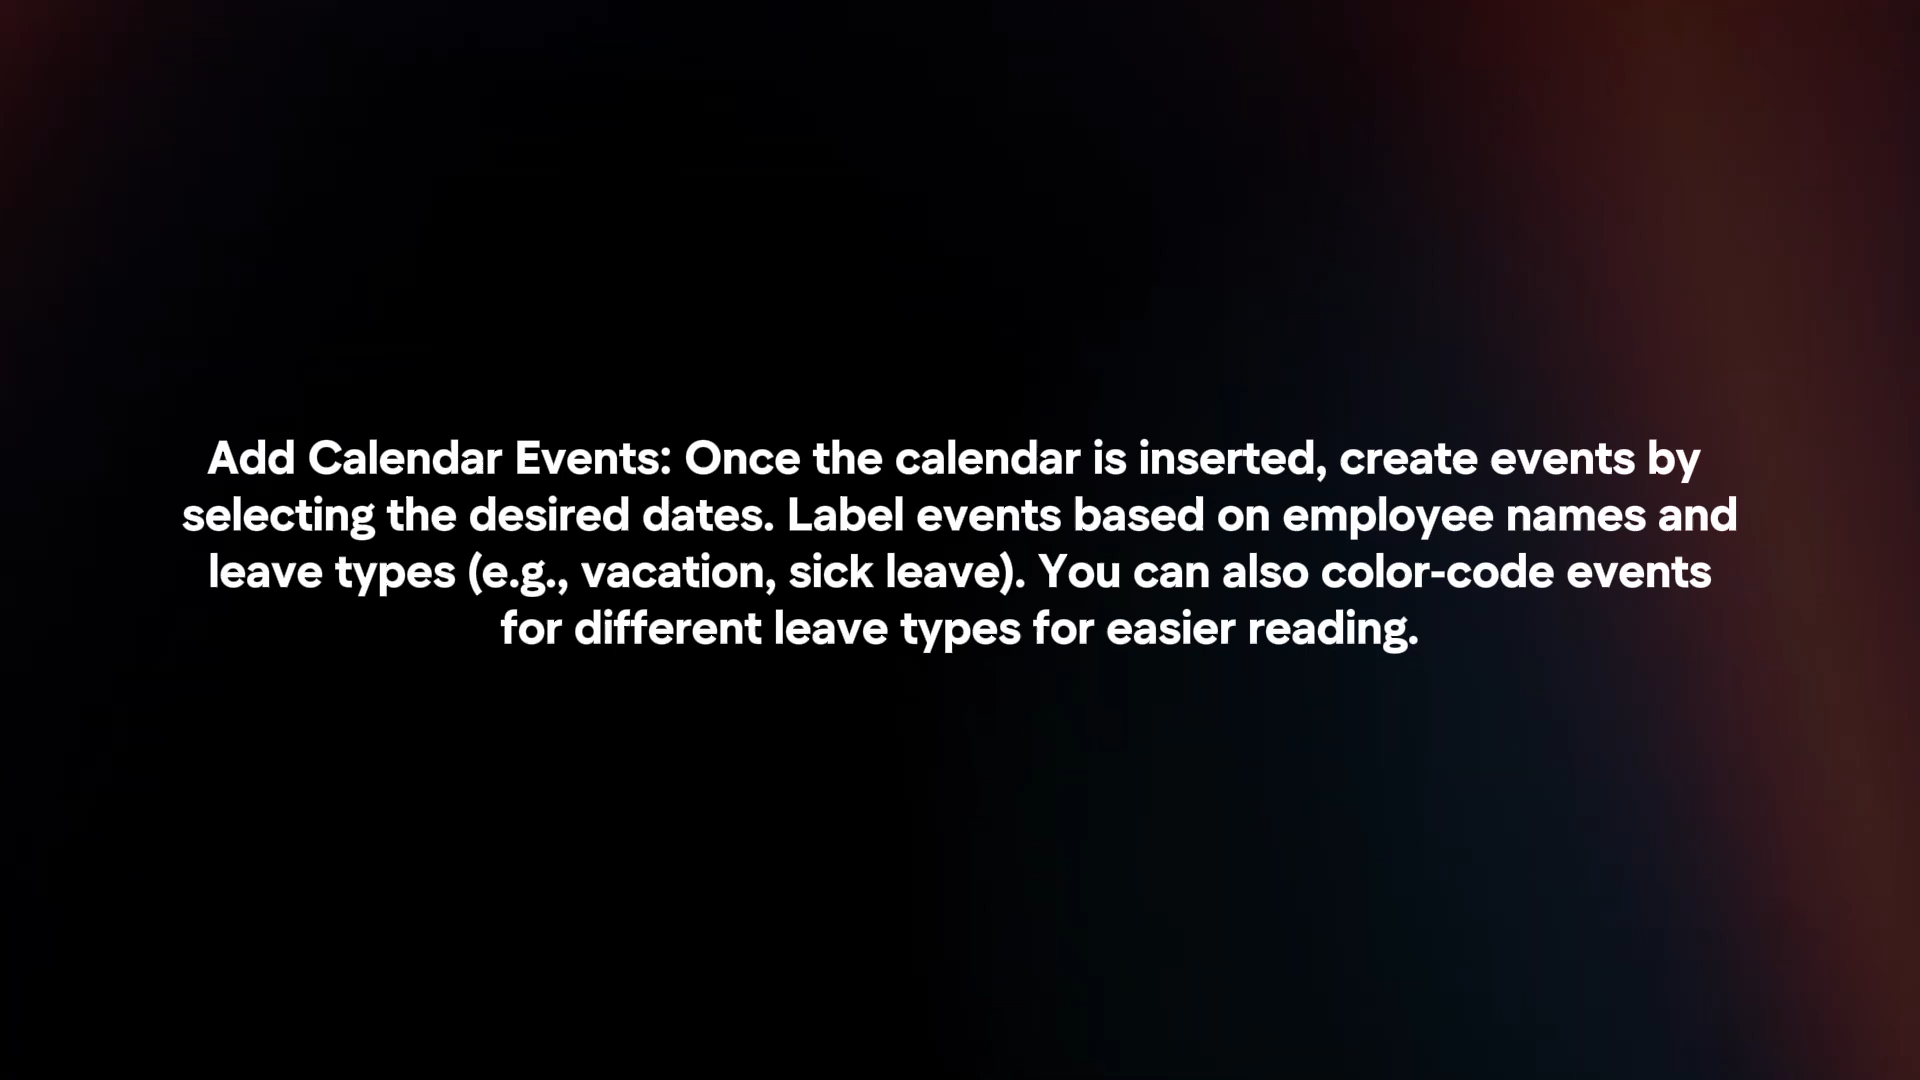 Add Calendar Events: Once the calendar is inserted, create events by
selecting the desired dates. Label events based on employee names and
leave types (e.g., vacation, sick leave). You can also color-code events
for different leave types for easier reading.